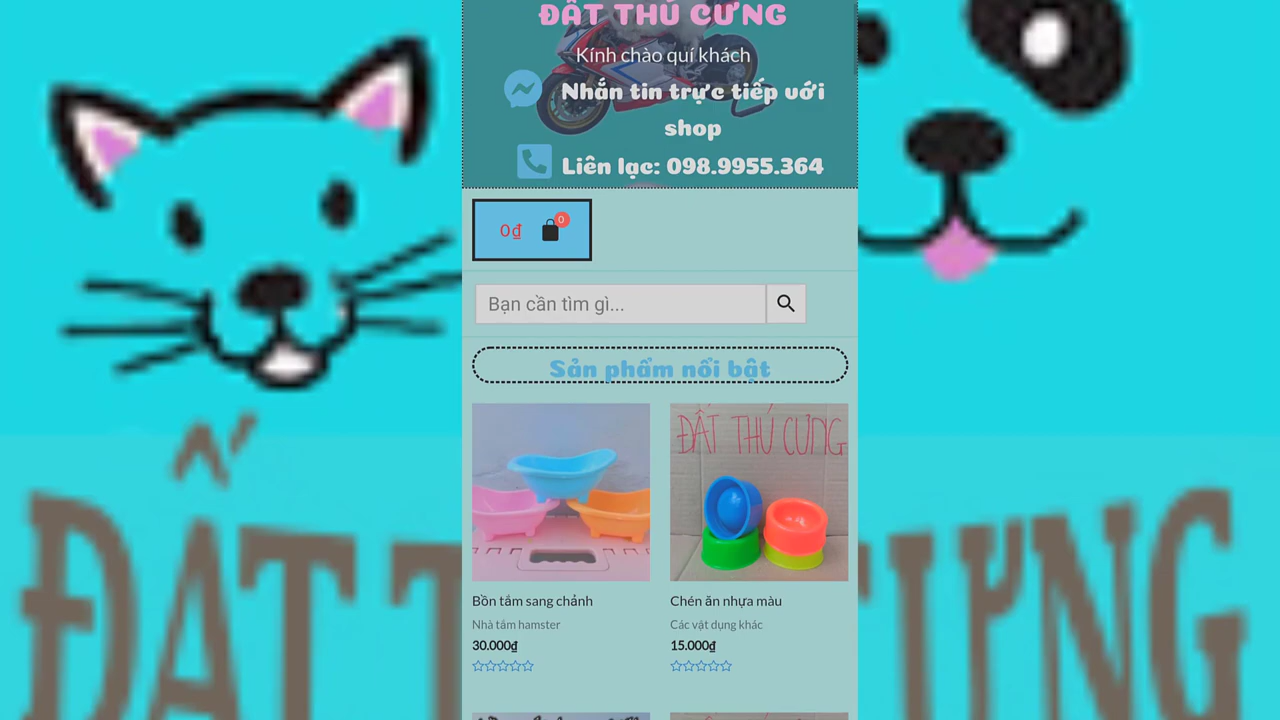 ĐẤT THÚ CƯNG
Kính chào quí khách
Nhắn tin trực tiếp với
shop
Liên lạc: 098.9955.364
0₫
0
Bạn cần tìm gì...
Sản phẩm nổi bật
ĐẤT THÚ CƯNG
Bồn tắm sang chảnh
Nhà tắm hamster
30.000₫
Chén ăn nhựa màu
Các vật dụng khác
15.000₫
ĐẤT T
CƯNG